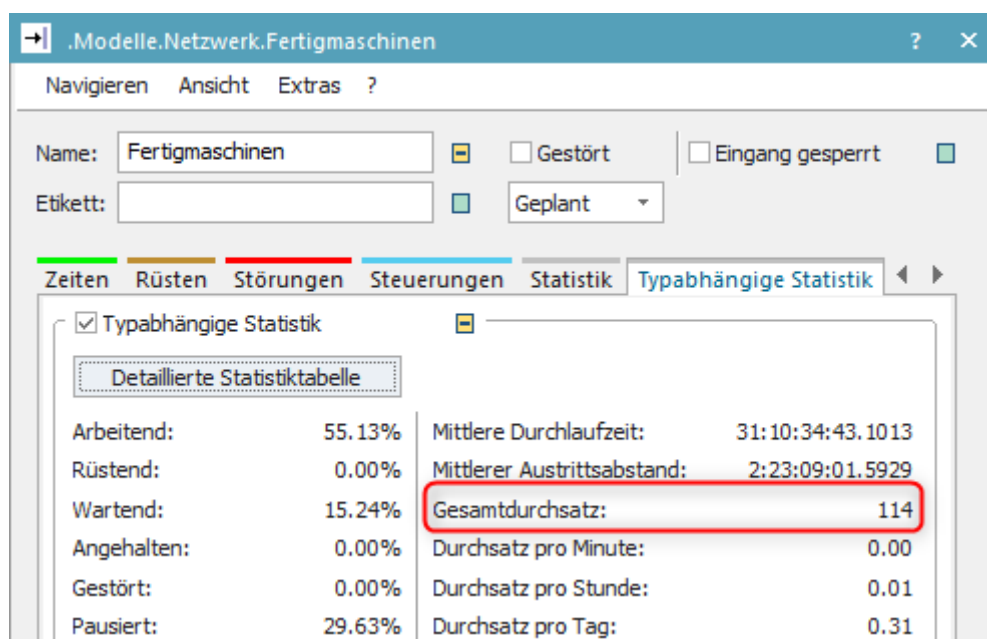 .Modelle.Netzwerk.Fertigmaschinen ? ×
Navigieren Ansicht Extras ?
Name: Fertigmaschinen Gestört Eingang gesperrt
Etikett: Geplant
Zeiten Rüsten Störungen Steuerungen Statistik Typabhängige Statistik
Typabhängige Statistik
Detaillierte Statistiktabelle
Arbeitend: 55.13% Mittlere Durchlaufzeit: 31:10:34:43.1013
Rüstend: 0.00% Mittlerer Austrittsabstand: 2:23:09:01.5929
Wartend: 15.24% Gesamtdurchsatz: 114
Angehalten: 0.00% Durchsatz pro Minute: 0.00
Gestört: 0.00% Durchsatz pro Stunde: 0.01
Pausiert: 29.63% Durchsatz pro Tag: 0.31